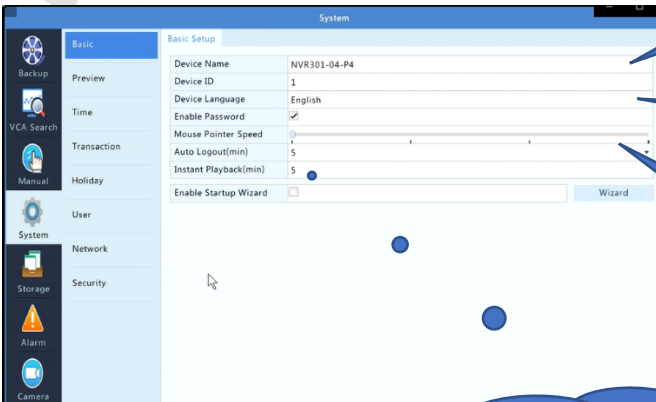 System
Backup
VCA Search
Manual
System
Storage
Alarm
Camera
Basic
Preview
Time
Transaction
Holiday
User
Network
Security
Basic Setup
Device Name NVR301-04-P4
Device ID 1
Device Language English
Enable Password
Mouse Pointer Speed
Auto Logout(min) 5
Instant Playback(min) 5
Enable Startup Wizard Wizard